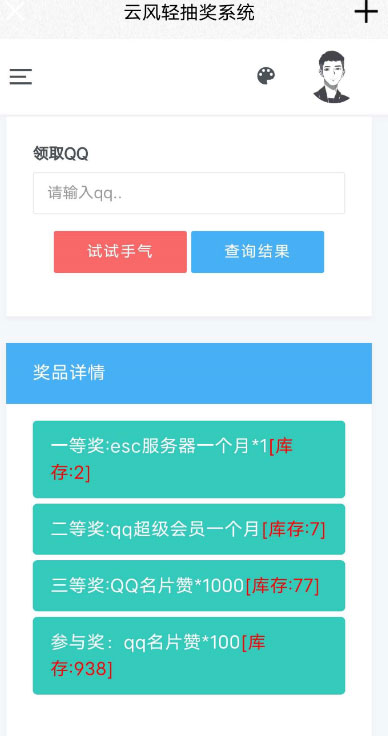 云风轻抽奖系统
领取QQ
请输入qq..
试试手气 查询结果
奖品详情
一等奖:esc服务器一个月*1[库
存:2]
二等奖:qq超级会员一个月[库存:7]
三等奖:QQ名片赞*1000[库存:77]
参与奖：qq名片赞*100[库
存:938]